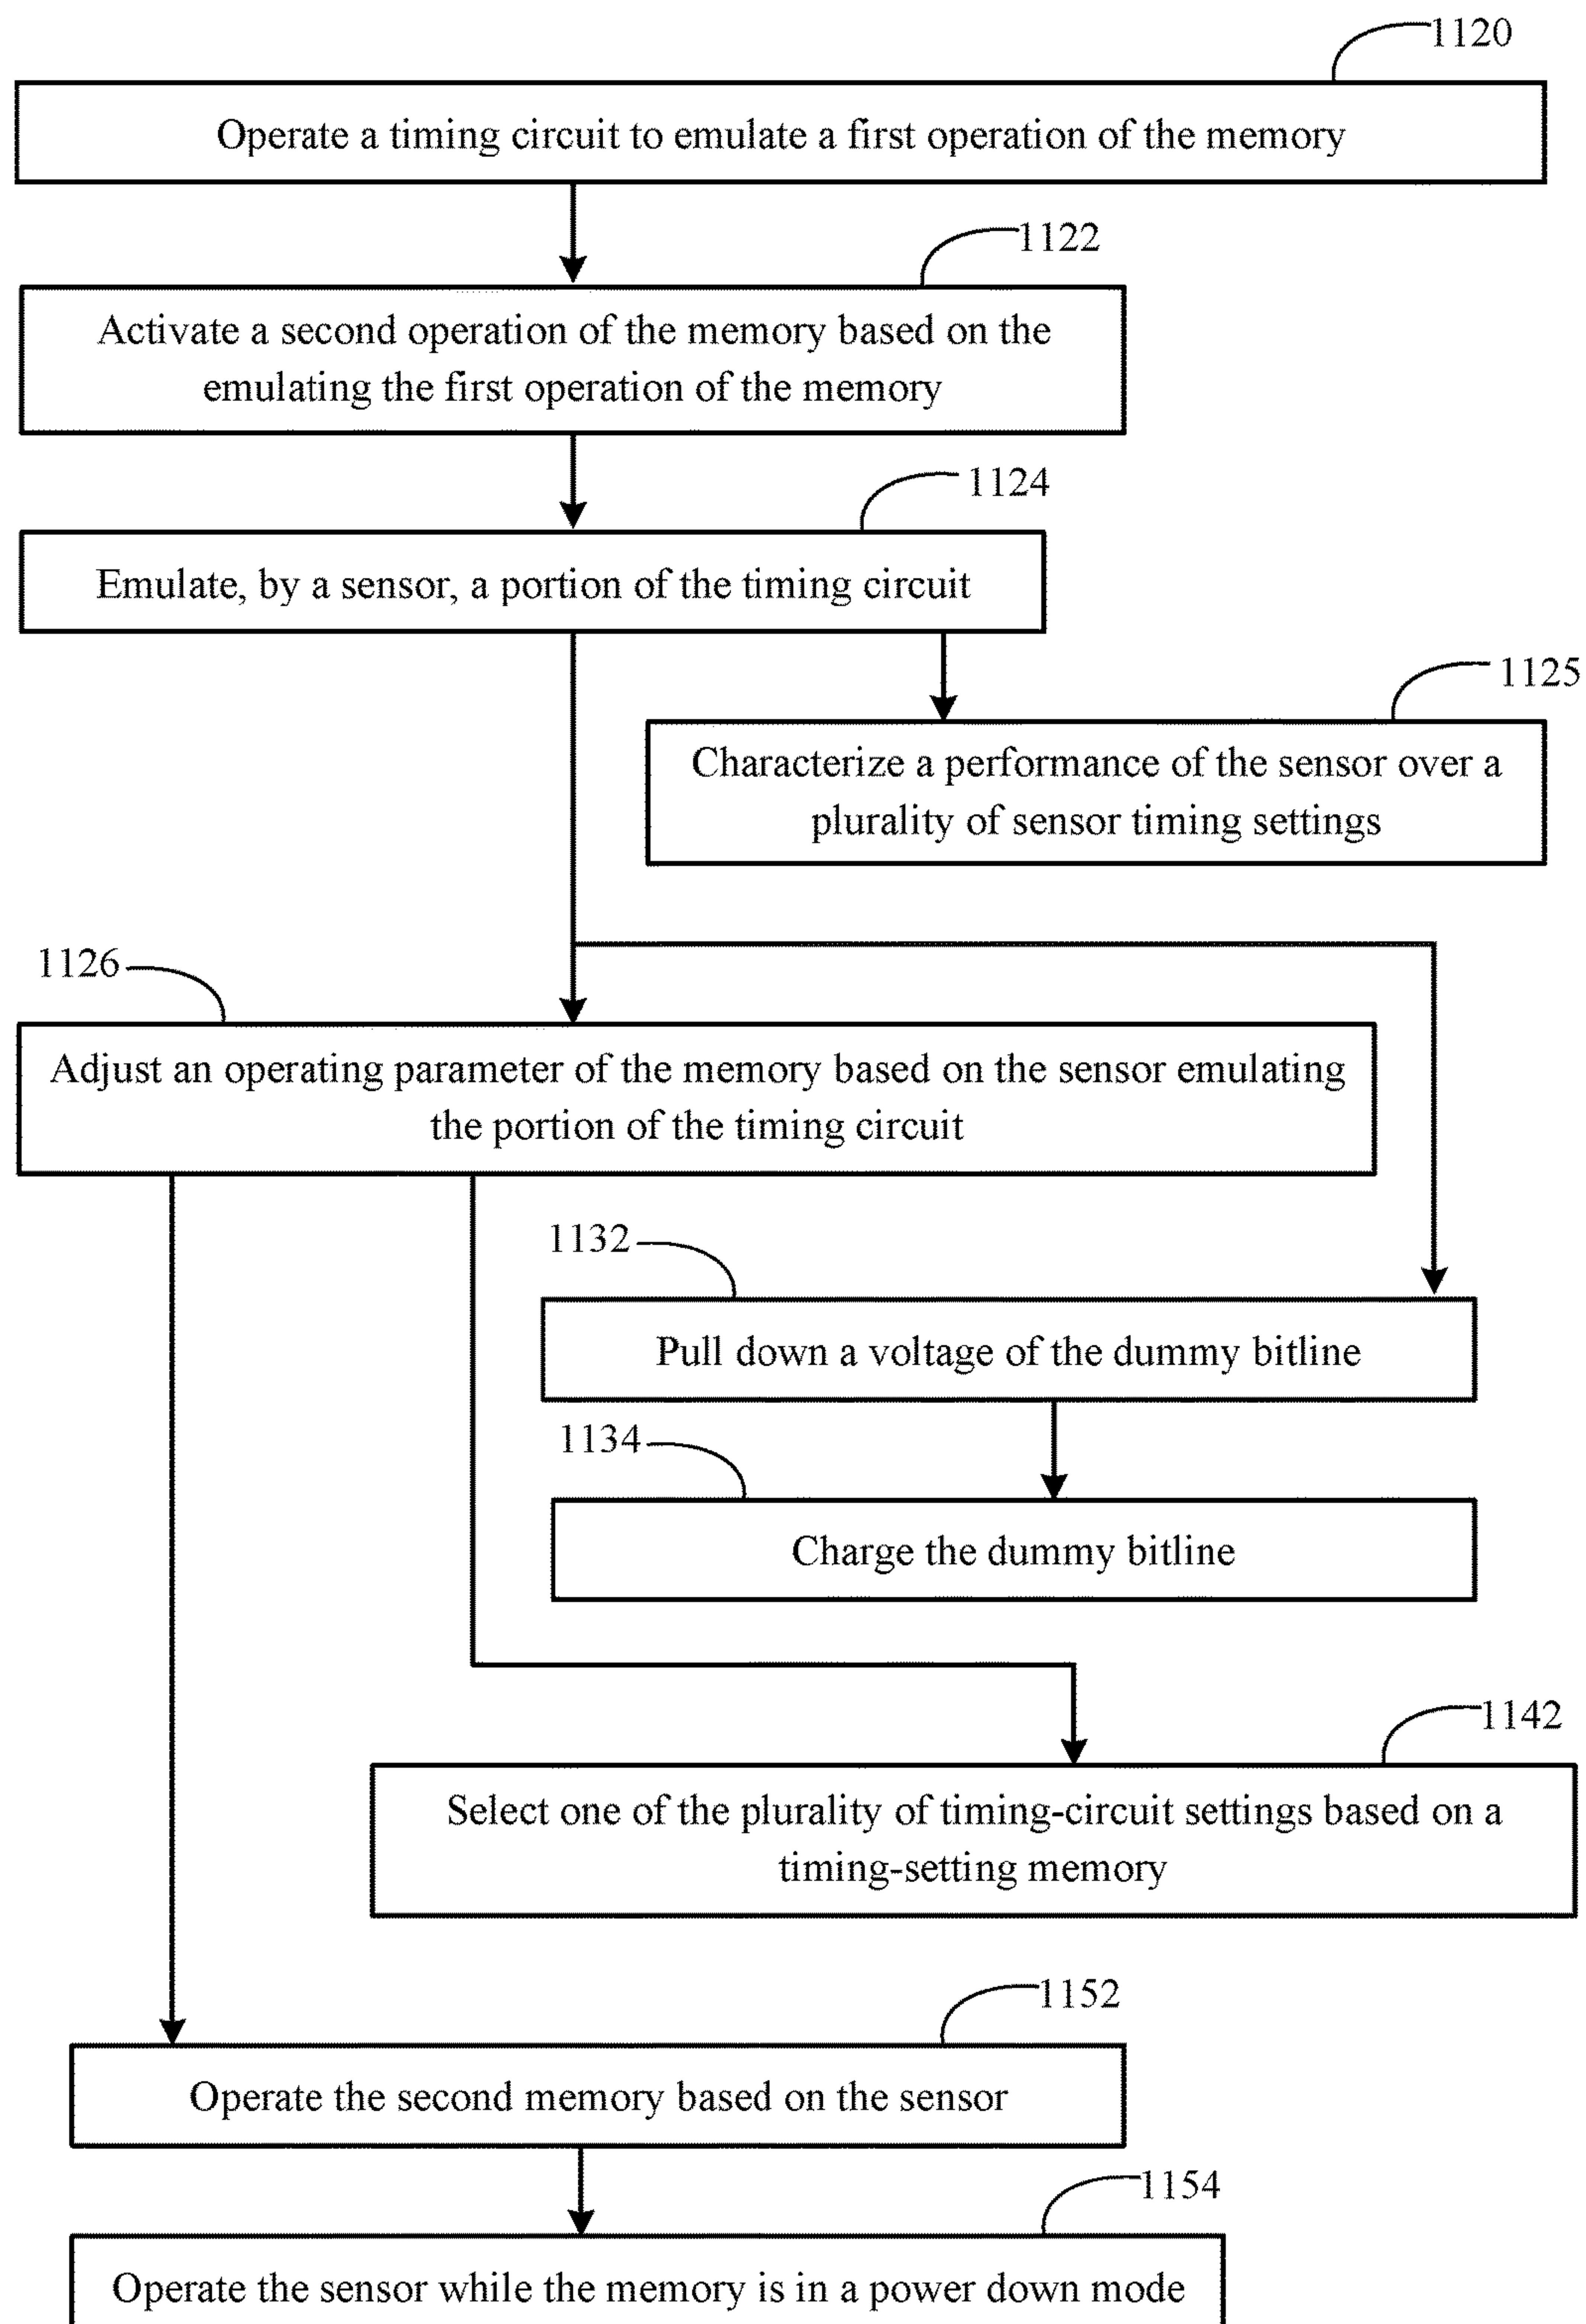 1120
Operate a timing circuit to emulate a first operation of the memory
1122
Activate a second operation of the memory based on the
emulating the first operation of the memory
1124
Emulate, by a sensor, a portion of the timing circuit
1125
Characterize a performance of the sensor over a
plurality of sensor timing settings
1126
Adjust an operating parameter of the memory based on the sensor emulating
the portion of the timing circuit
1132
Pull down a voltage of the dummy bitline
1134
Charge the dummy bitline
1142
Select one of the plurality of timing-circuit settings based on a
timing-setting memory
1152
Operate the second memory based on the sensor
1154
Operate the sensor while the memory is in a power down mode